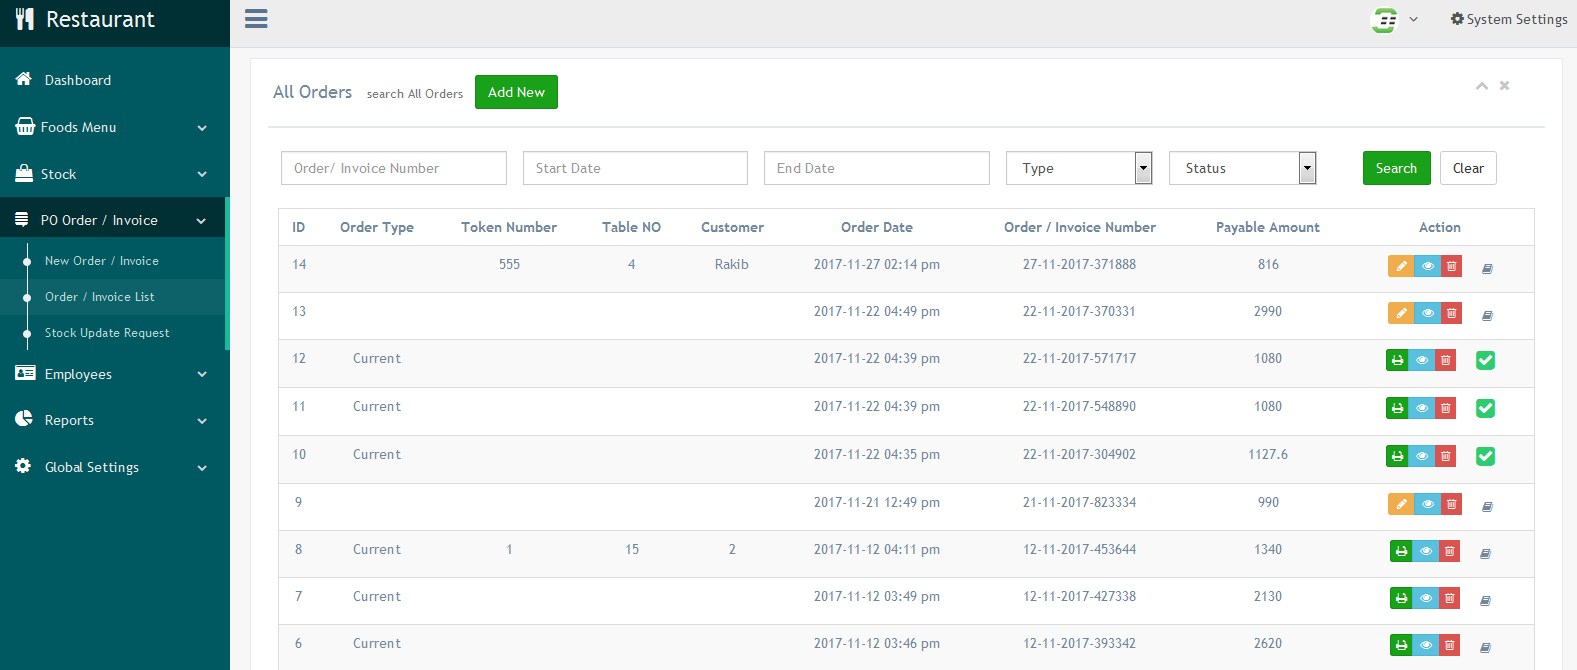 Restaurant
System Settings
Dashboard
Foods Menu
Stock
PO Order / Invoice
New Order / Invoice
Order / Invoice List
Stock Update Request
Employees
Reports
Global Settings
All Orders search All Orders Add New
Order/ Invoice Number Start Date End Date Type Status Search Clear
ID Order Type Token Number Table NO Customer Order Date Order / Invoice Number Payable Amount Action
14 555 4 Rakib 2017-11-27 02:14 pm 27-11-2017-371888 816
13 2017-11-22 04:49 pm 22-11-2017-370331 2990
12 Current 2017-11-22 04:39 pm 22-11-2017-571717 1080
11 Current 2017-11-22 04:39 pm 22-11-2017-548890 1080
10 Current 2017-11-22 04:35 pm 22-11-2017-304902 1127.6
9 2017-11-21 12:49 pm 21-11-2017-823334 990
8 Current 1 15 2 2017-11-12 04:11 pm 12-11-2017-453644 1340
7 Current 2017-11-12 03:49 pm 12-11-2017-427338 2130
6 Current 2017-11-12 03:46 pm 12-11-2017-393342 2620